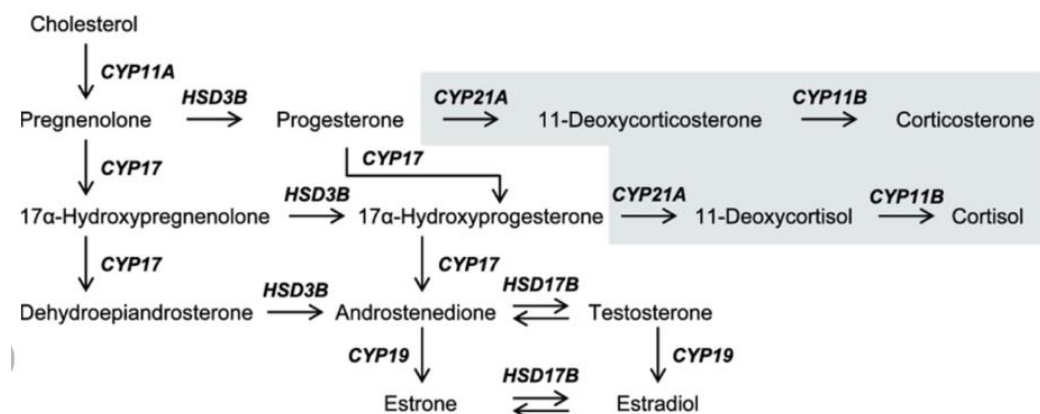 Cholesterol
CYP11A
HSD3B CYP21A CYP11B
Pregnenolone Progesterone 11-Deoxycorticosterone Corticosterone
CYP17 CYP17
HSD3B CYP21A CYP11B
17α-Hydroxypregnenolone 17α-Hydroxyprogesterone 11-Deoxycortisol Cortisol
CYP17 CYP17
HSD3B HSD17B
Dehydroepiandrosterone Androstenedione Testosterone
CYP19 CYP19
HSD17B
Estrone Estradiol